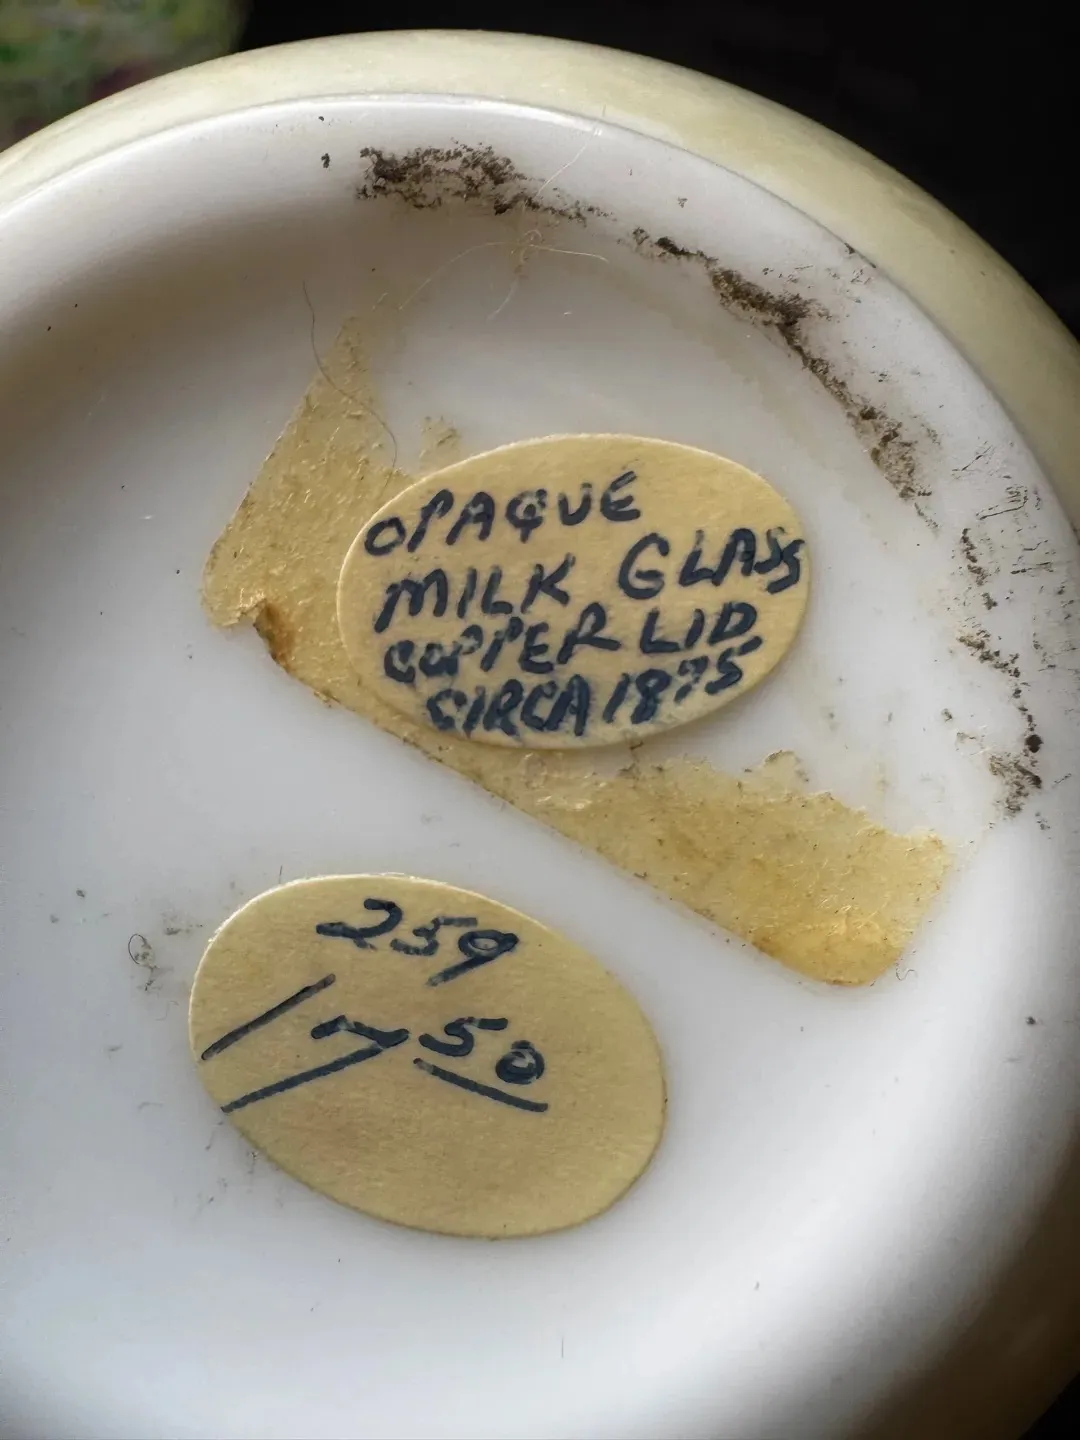 OPAQUE
MILK GLASS
COPPER LID
CIRCA 1875
259
17 50